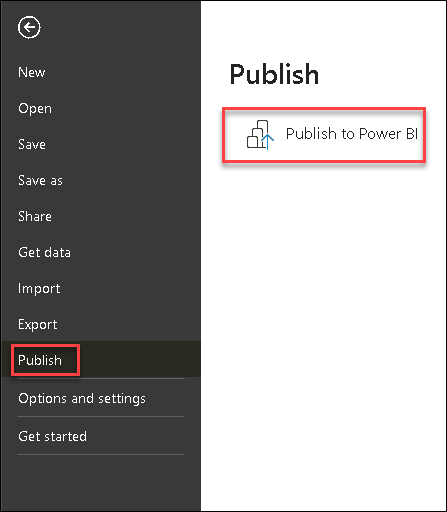 New
Open
Save
Save as
Share
Get data
Import
Export
Publish
Options and settings
Get started
Publish
Publish to Power BI